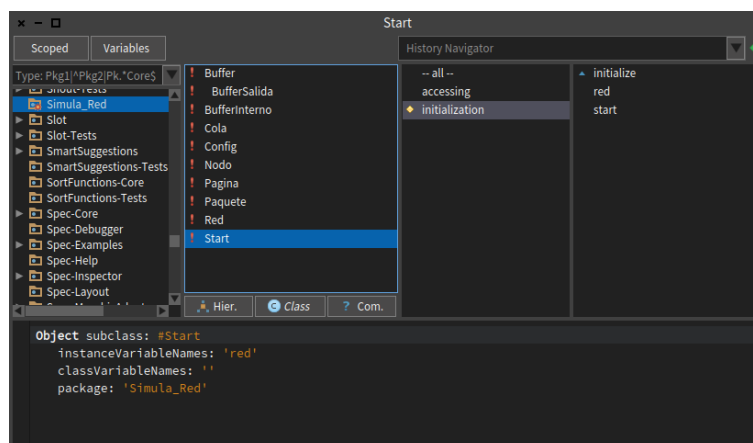 Start
Scoped
Variables
History Navigator
Type: Pkg1|^Pkg2|Pk.*Core$
Shout-Tests
Simula_Red
Slot
Slot-Tests
SmartSuggestions
SmartSuggestions-Tests
SortFunctions-Core
SortFunctions-Tests
Spec-Core
Spec-Debugger
Spec-Examples
Spec-Help
Spec-Inspector
Spec-Layout
! Buffer
! BufferSalida
! BufferInterno
! Cola
! Config
! Nodo
! Pagina
! Paquete
! Red
! Start
Hier.
C Class
? Com.
-- all --
accessing
initialization
initialize
red
start
Object subclass: #Start
instanceVariableNames: 'red'
classVariableNames: ''
package: 'Simula_Red'